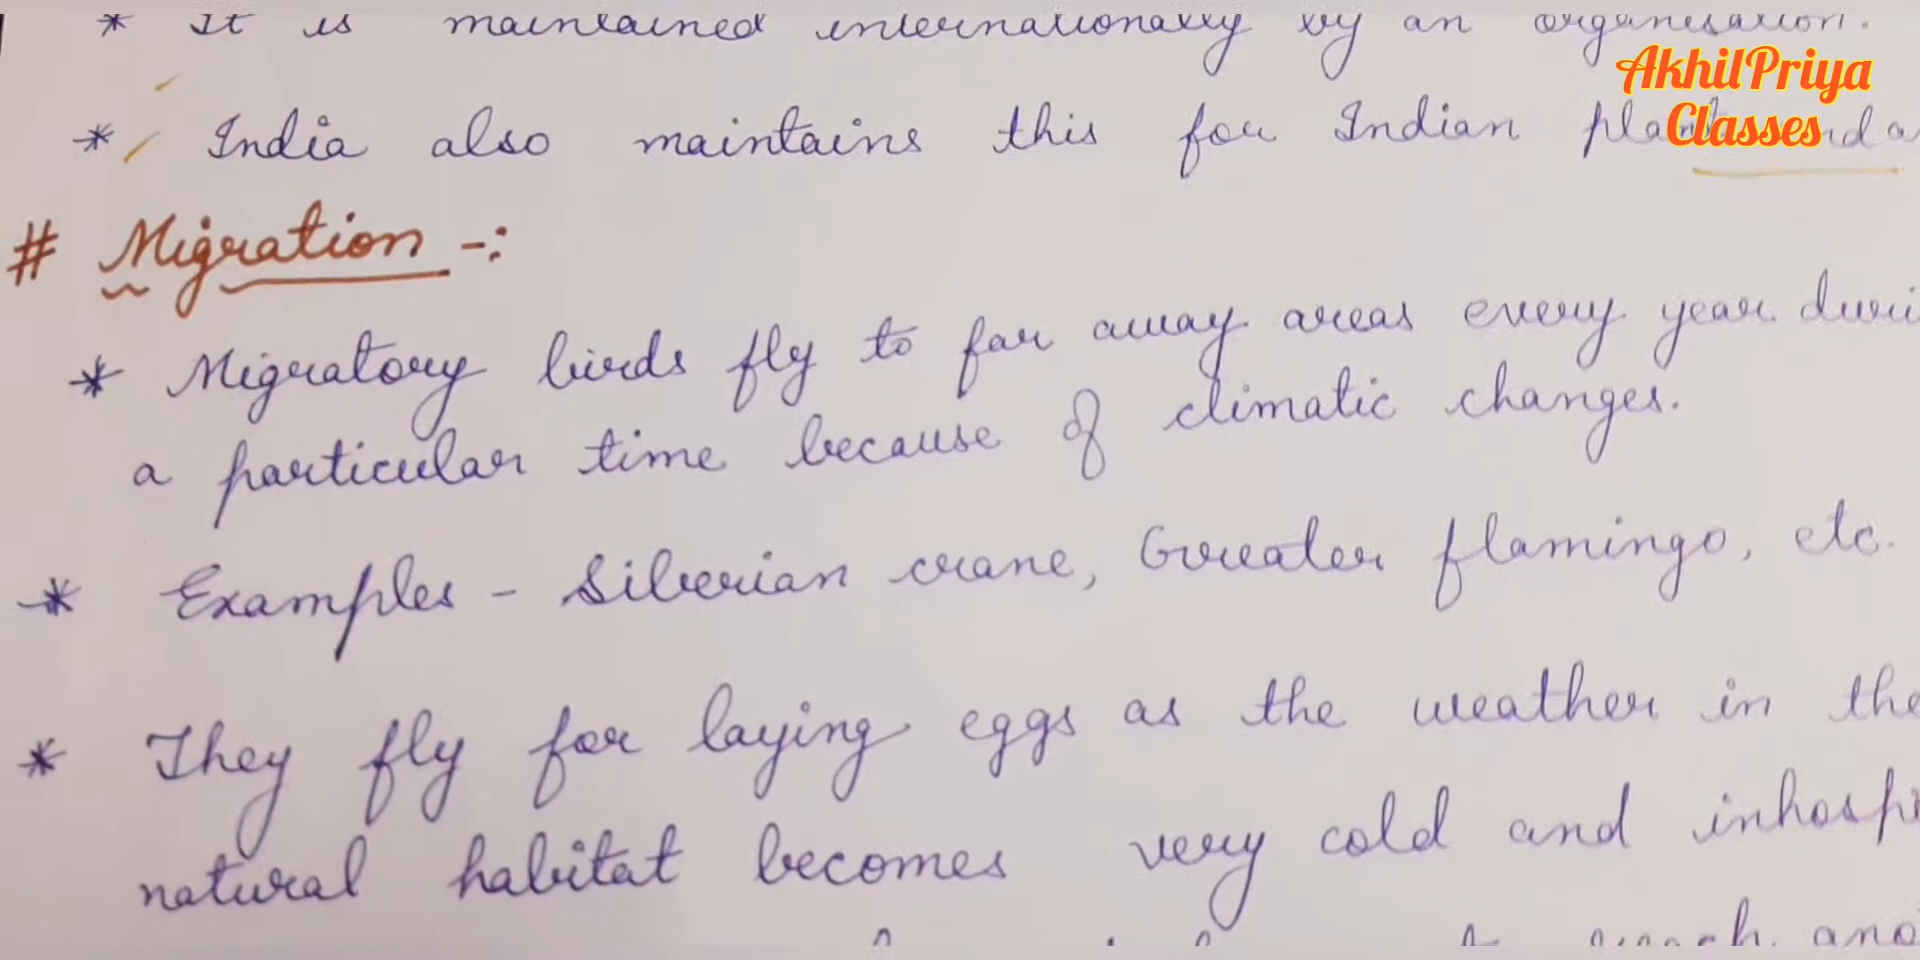 * It is maintained internationally by an organisation.
AkhilPriya
Classes
* India also maintains this for Indian
# Migration -:
* Migratory birds fly to far away areas every year
a particular time because of climatic changes.
* Examples - Siberian crane, Greater flamingo, etc.
* They fly for laying eggs as the weather in the
natural habitat becomes very cold and